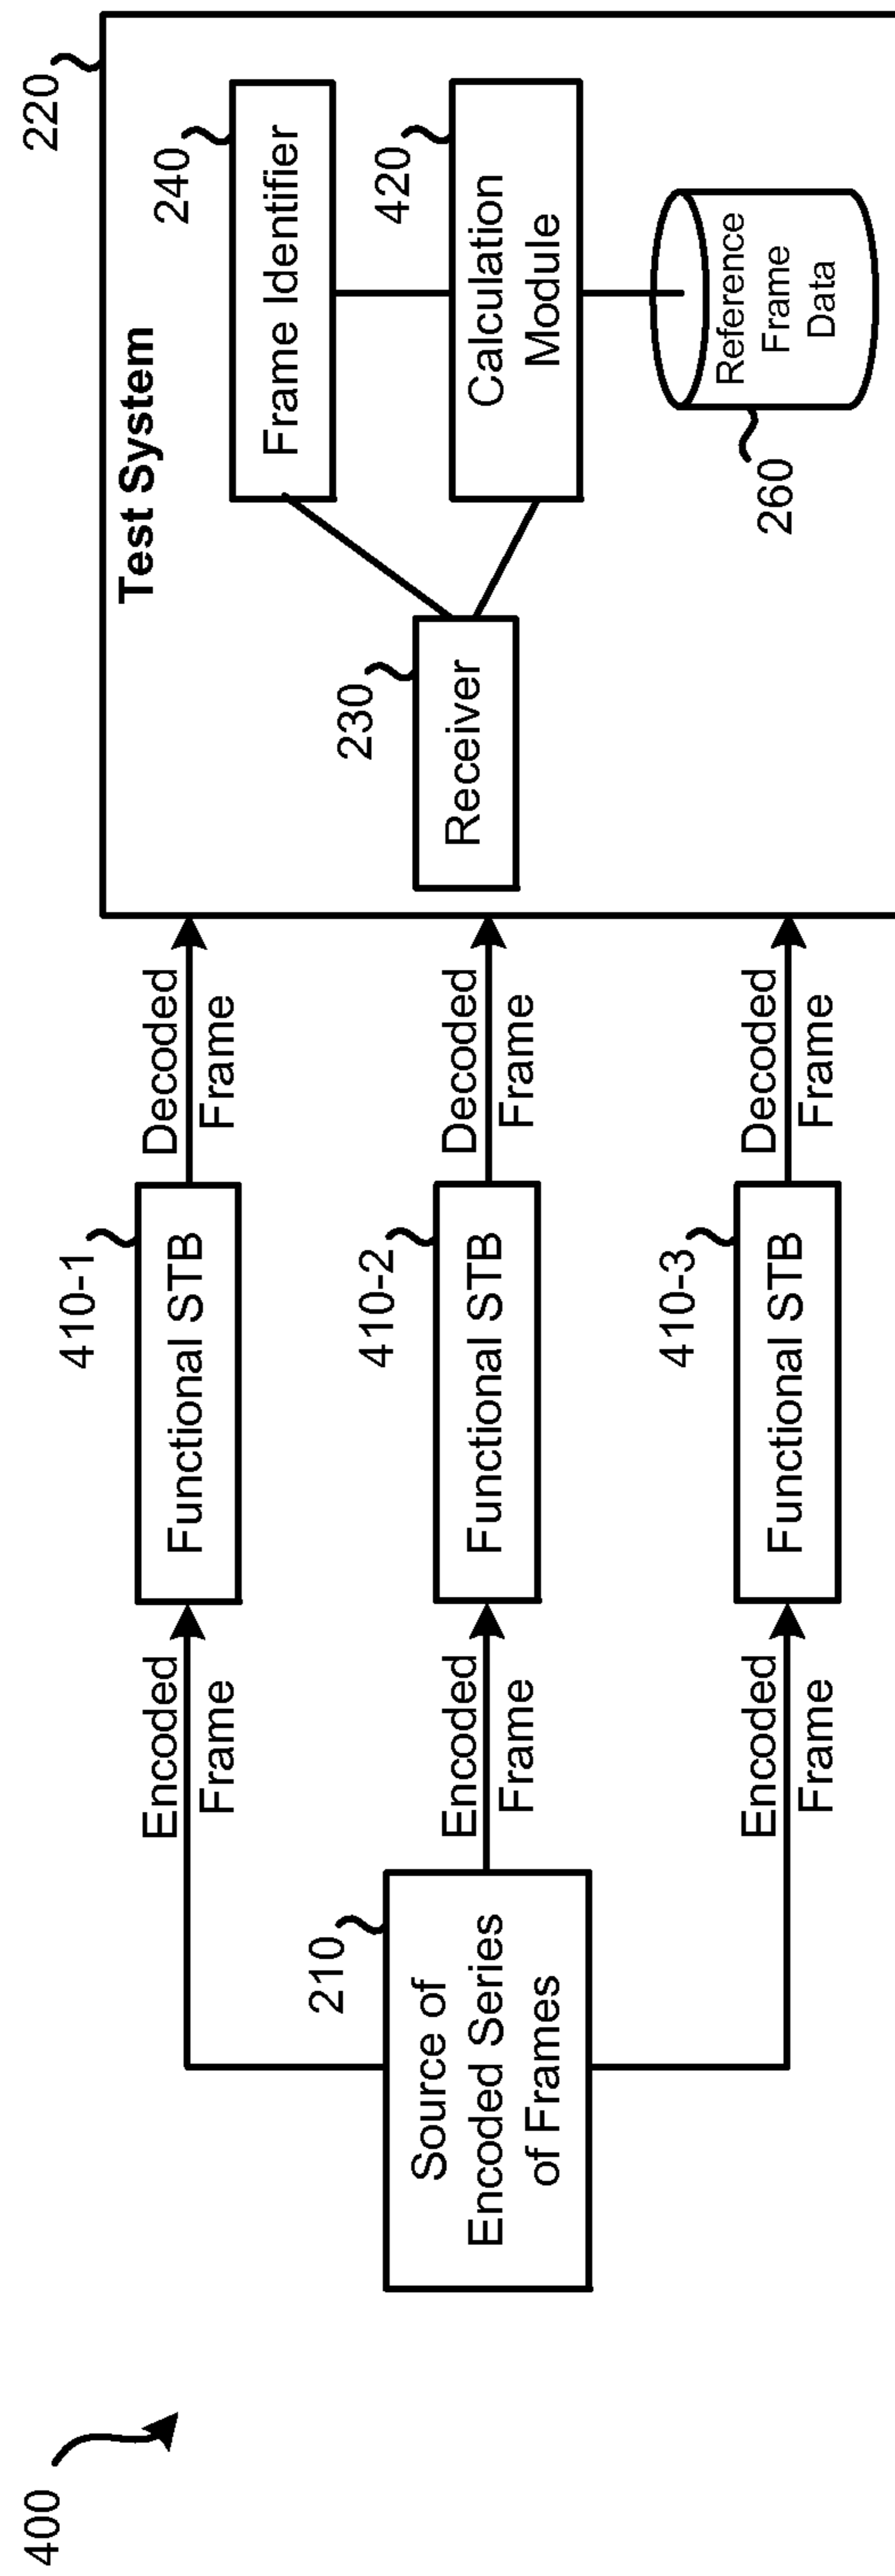 400
210
Source of
Encoded Series
of Frames
Encoded
Frame
Encoded
Frame
Encoded
Frame
410-1
Functional STB
410-2
Functional STB
410-3
Functional STB
Decoded
Frame
Decoded
Frame
Decoded
Frame
220
Test System
230
Receiver
240
Frame Identifier
420
Calculation
Module
260
Reference
Frame
Data